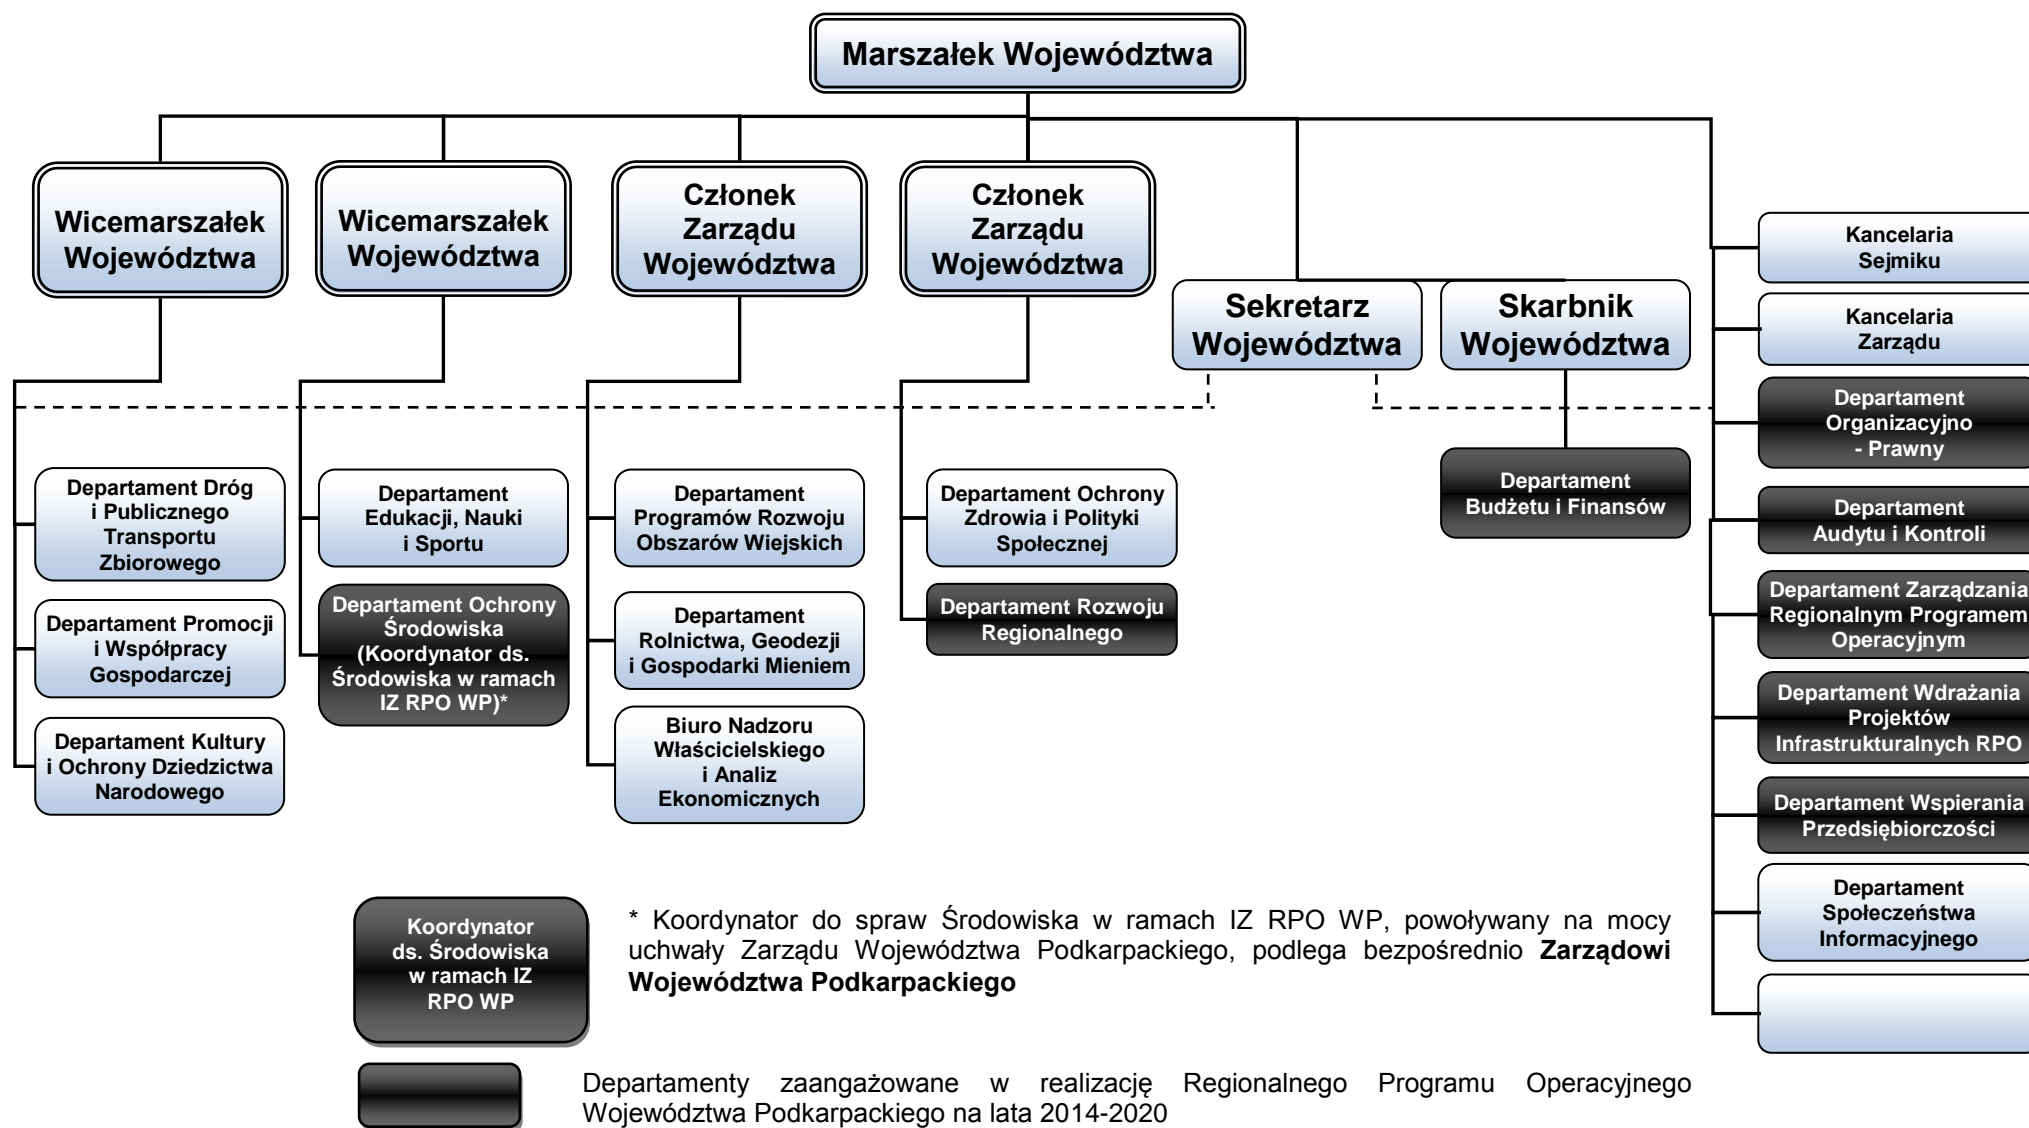 Marszałek Województwa
Wicemarszałek
Województwa
Wicemarszałek
Województwa
Członek
Zarządu
Województwa
Członek
Zarządu
Województwa
Sekretarz
Województwa
Skarbnik
Województwa
Kancelaria
Sejmiku
Kancelaria
Zarządu
Departament
Organizacyjno
- Prawny
Departament
Audytu i Kontroli
Departament Zarządzania
Regionalnym Programem
Operacyjnym
Departament Wdrażania
Projektów
Infrastrukturalnych RPO
Departament Wspierania
Przedsiębiorczości
Departament
Społeczeństwa
Informacyjnego
Departament Dróg
i Publicznego
Transportu
Zbiorowego
Departament Promocji
i Współpracy
Gospodarczej
Departament Kultury
i Ochrony Dziedzictwa
Narodowego
Departament
Edukacji, Nauki
i Sportu
Departament Ochrony
Środowiska
(Koordynator ds.
Środowiska w ramach
IZ RPO WP)*
Departament
Programów Rozwoju
Obszarów Wiejskich
Departament
Rolnictwa, Geodezji
i Gospodarki Mieniem
Biuro Nadzoru
Właścicielskiego
i Analiz
Ekonomicznych
Departament Ochrony
Zdrowia i Polityki
Społecznej
Departament Rozwoju
Regionalnego
Departament
Budżetu i Finansów
Koordynator
ds. Środowiska
w ramach IZ
RPO WP
* Koordynator do spraw Środowiska w ramach IZ RPO WP, powoływany na mocy
uchwały Zarządu Województwa Podkarpackiego, podlega bezpośrednio Zarządowi
Województwa Podkarpackiego
Departamenty zaangażowane w realizację Regionalnego Programu Operacyjnego
Województwa Podkarpackiego na lata 2014-2020